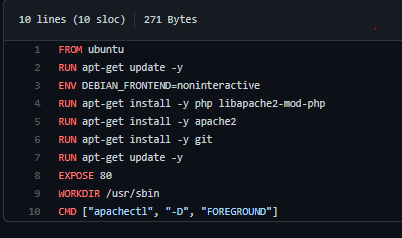 10 lines (10 sloc) 271 Bytes
1 FROM ubuntu
2 RUN apt-get update -y
3 ENV DEBIAN_FRONTEND=noninteractive
4 RUN apt-get install -y php libapache2-mod-php
5 RUN apt-get install -y apache2
6 RUN apt-get install -y git
7 RUN apt-get update -y
8 EXPOSE 80
9 WORKDIR /usr/sbin
10 CMD ["apachectl", "-D", "FOREGROUND"]